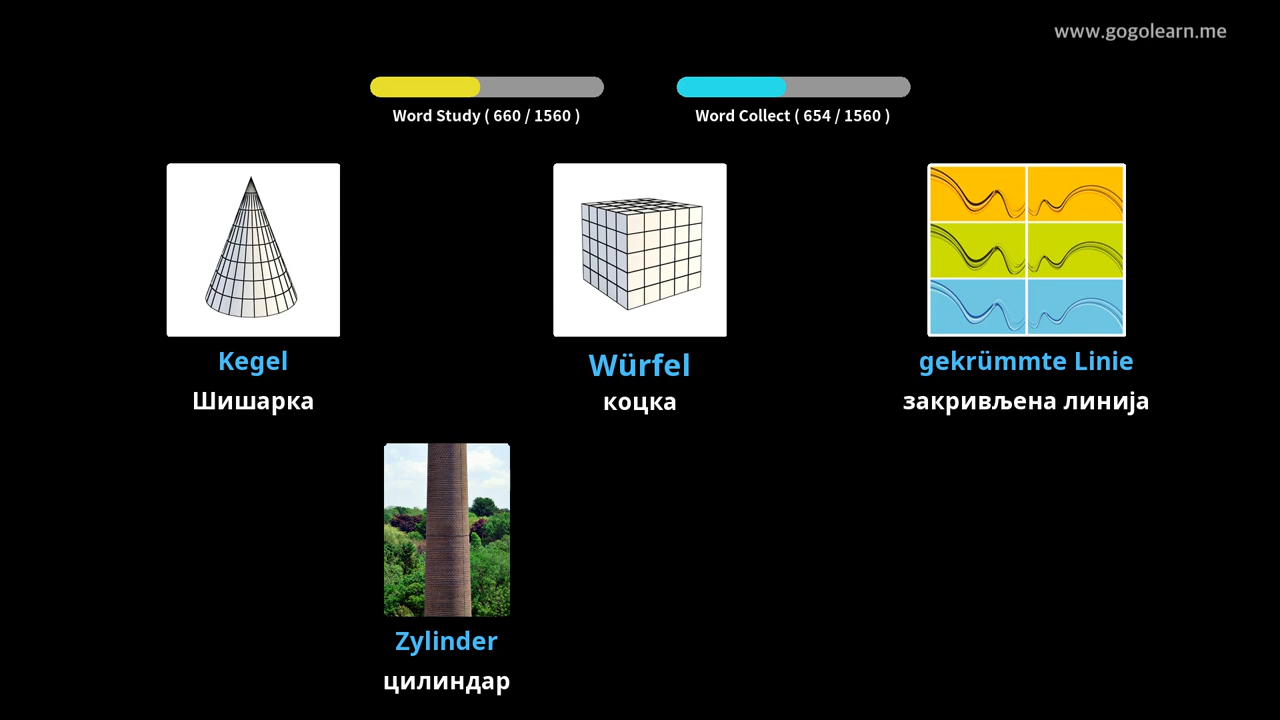 www.gogolearn.me
Word Study ( 660 / 1560 )
Word Collect ( 654 / 1560 )
Kegel
Шишарка
Würfel
коцка
gekrümmte Linie
закривљена линија
Zylinder
цилиндар